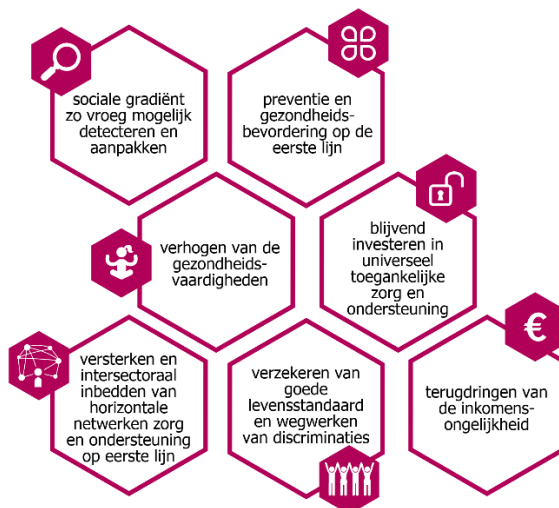 sociale gradiënt
zo vroeg mogelijk
detecteren en
aanpakken
preventie en
gezondheids-
bevordering op de
eerste lijn
verhogen van de
gezondheids-
vaardigheden
blijvend
investeren in
universeel
toegankelijke
zorg en
ondersteuning
versterken en
intersectoraal
inbedden van
horizontale
netwerken zorg
en ondersteuning
op eerste lijn
verzekeren van
goede
levensstandaard
en wegwerken
van discriminaties
€
terugdringen van
de inkomens-
ongelijkheid